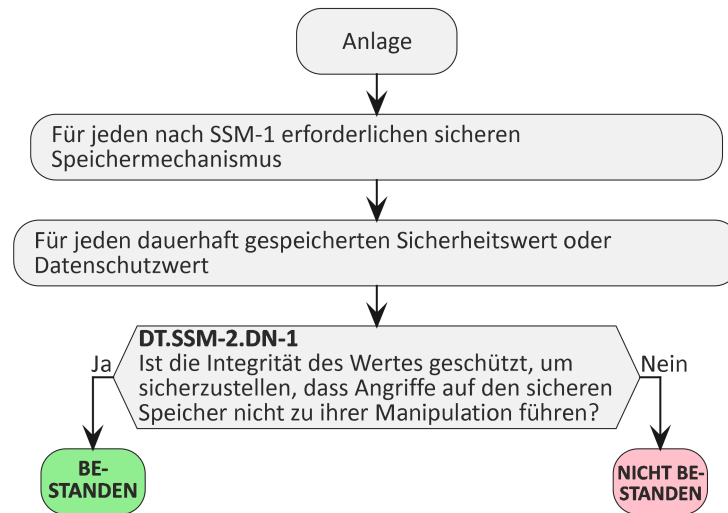 Anlage
Für jeden nach SSM-1 erforderlichen sicheren
Speichermechanismus
Für jeden dauerhaft gespeicherten Sicherheitswert oder
Datenschutzwert
DT.SSM-2.DN-1
Ja
Ist die Integrität des Wertes geschützt, um
Nein
sicherzustellen, dass Angriffe auf den sicheren
Speicher nicht zu ihrer Manipulation führen?
BE-
STANDEN
NICHT BE-
STANDEN